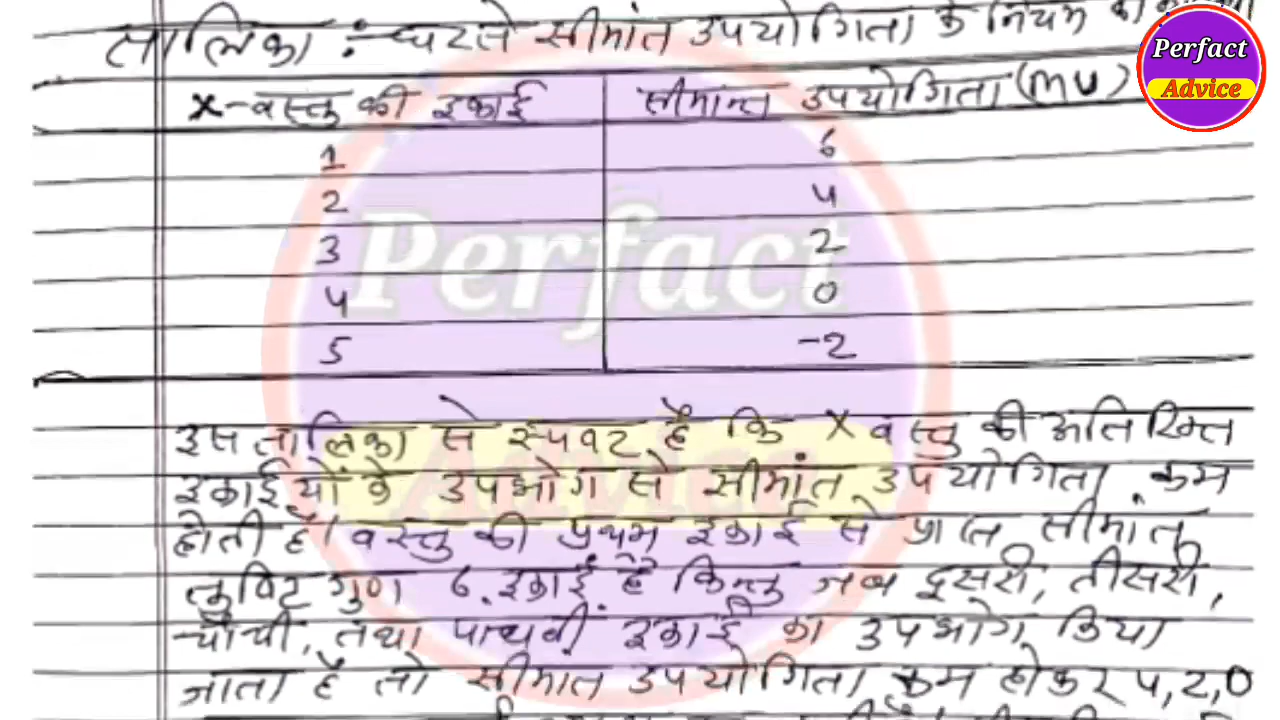 तालिका :- घटते सीमांत उपयोगिता के नियम की
Perfact
Advice
X-वस्तु की इकाई	सीमान्त उपयोगिता (MU)
1	6
2	4
3	2
4	0
5	-2
Perfact
Advice
इस तालिका से स्पष्ट है कि X वस्तु की अतिरिक्त
इकाईयों के उपभोग से सीमांत उपयोगिता कम
होती है। वस्तु की प्रथम इकाई से प्राप्त सीमांत
तुष्टि गुण 6 . इकाई है किन्तु जब दूसरी, तीसरी,
चौथी, तथा पाचवीं इकाई का उपभोग किया
जाता है तो सीमांत उपयोगिता कम होकर 4, 2, 0